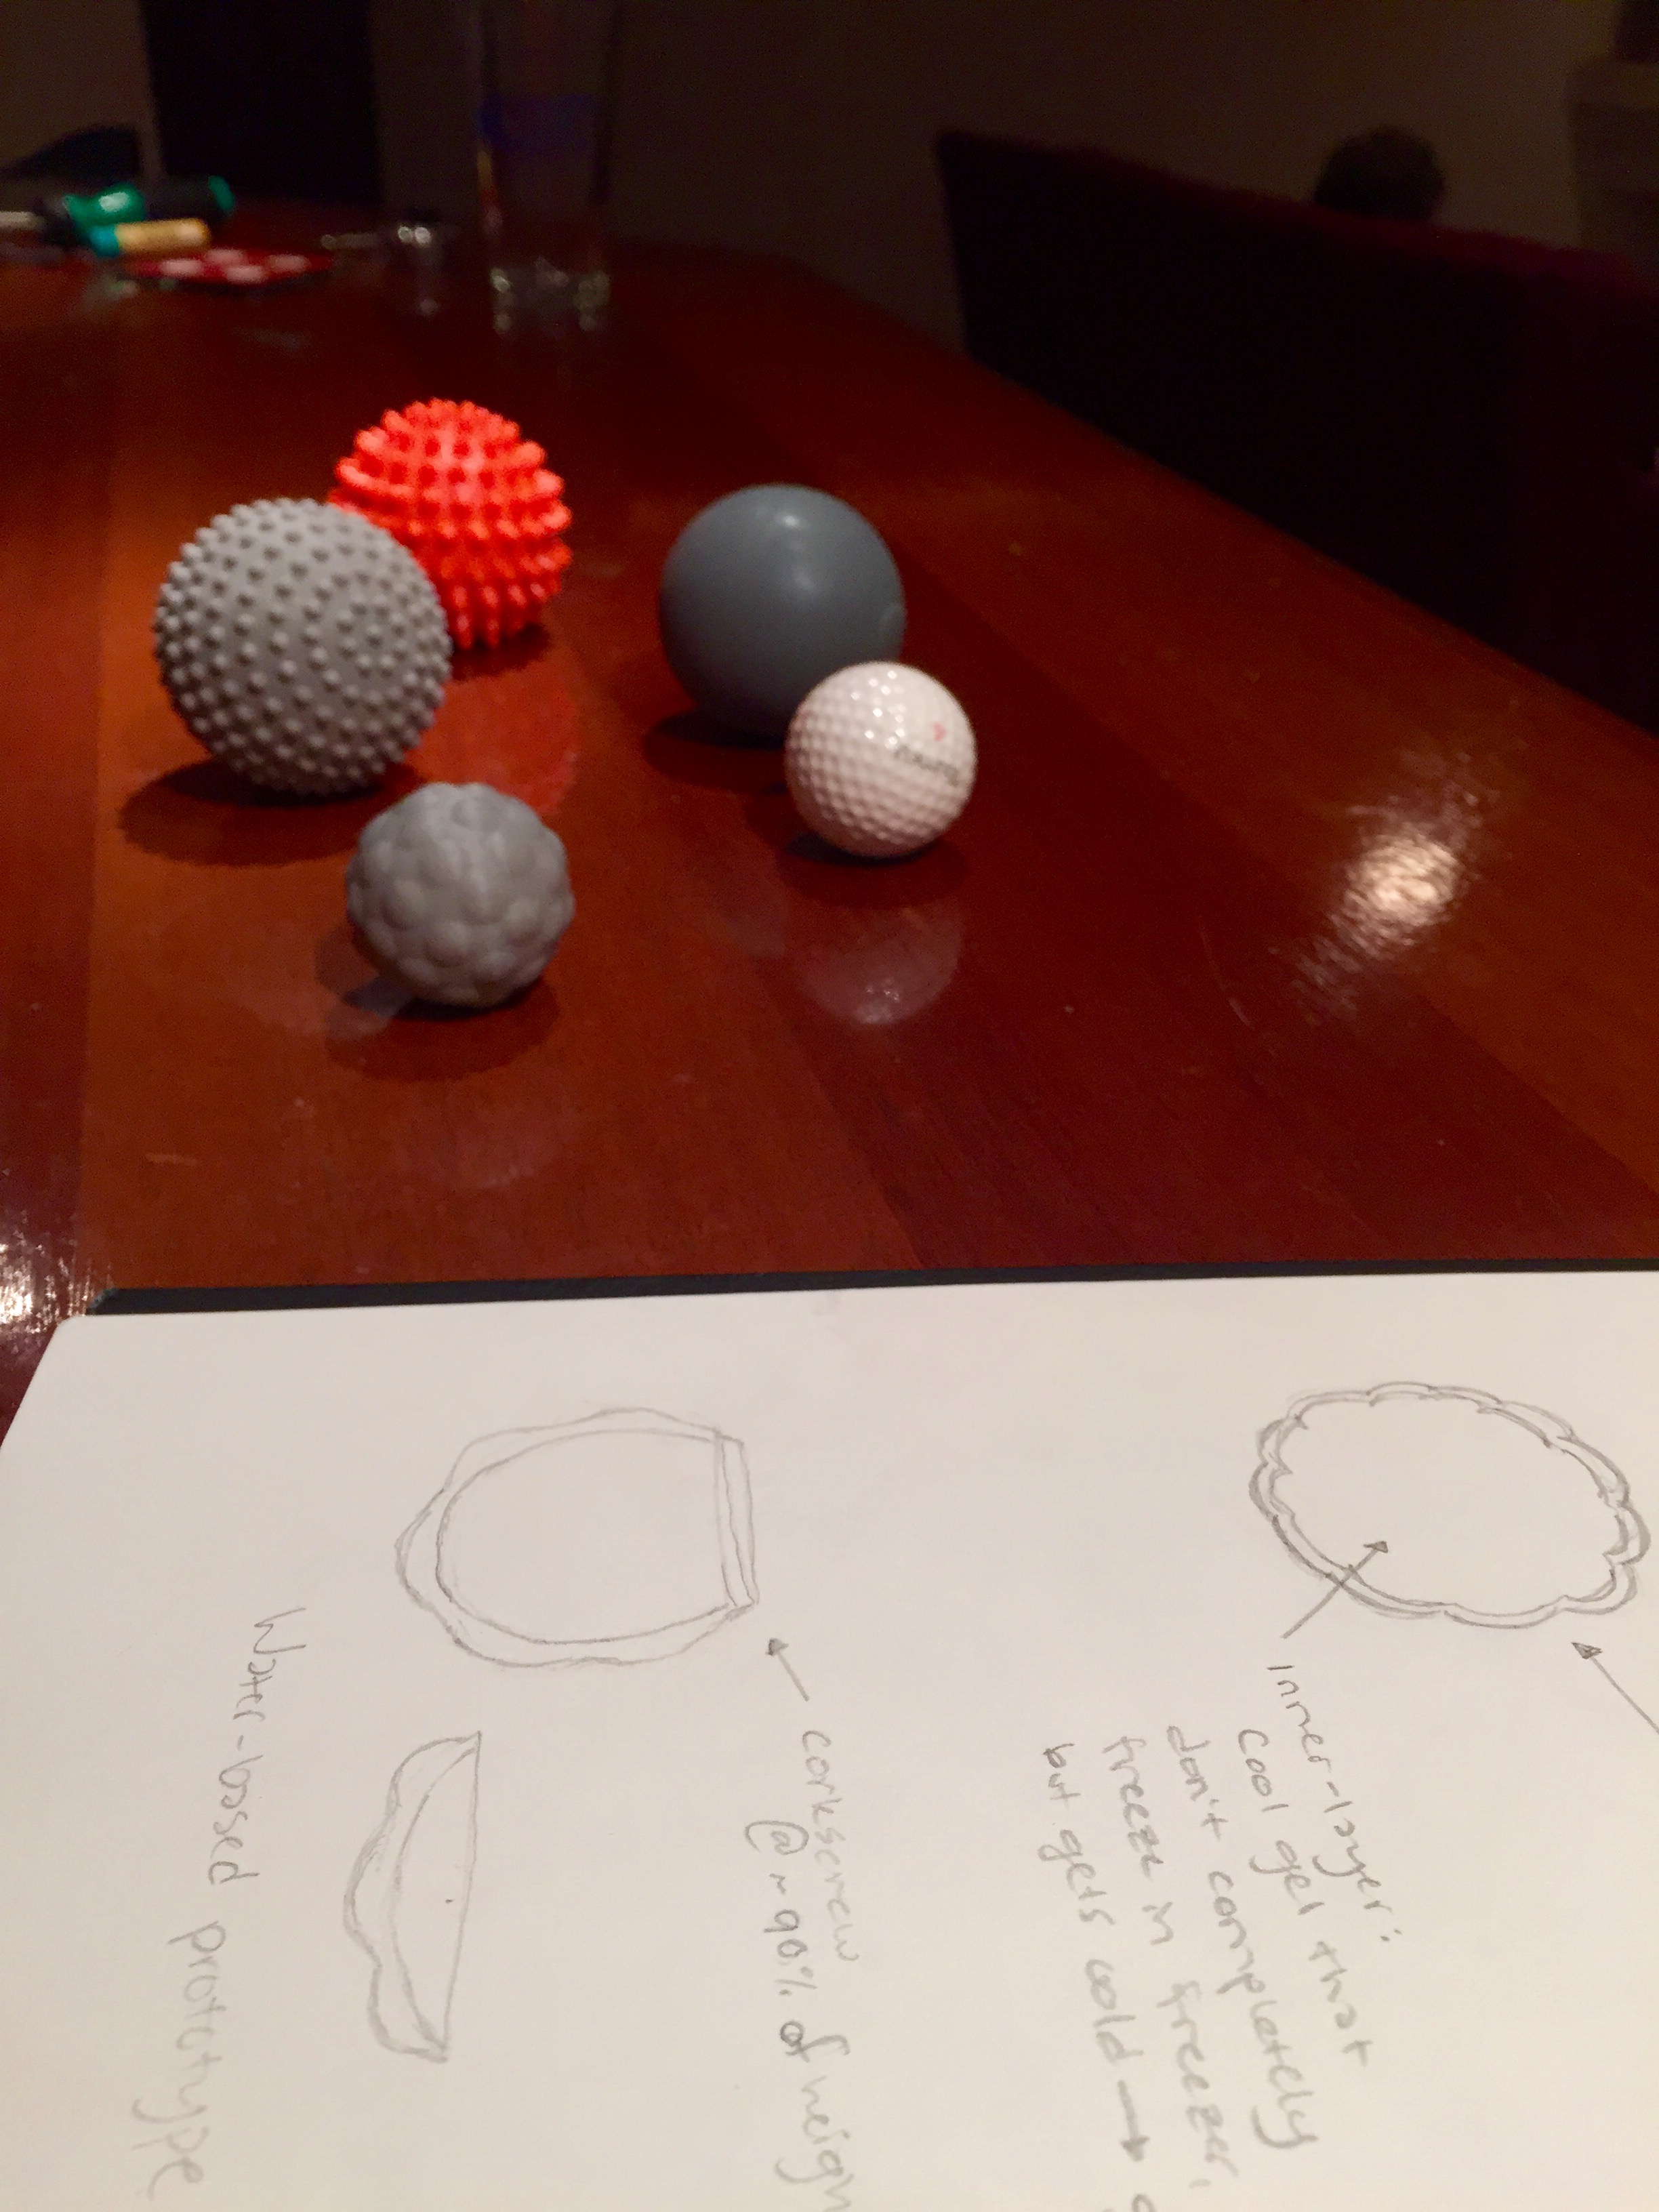 inner-layer:
cool gel that
don't completely
freeze in freezer,
but gets cold →
corkscrew
@ ~90% of heigh
Water-based prototype